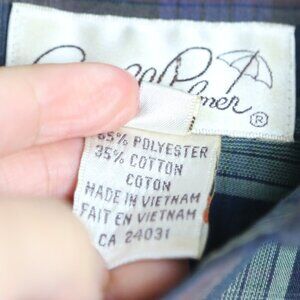 Palmer®
65% POLYESTER
35% COTTON
COTON
MADE IN VIETNAM
FAIT EN VIETNAM
CA 24031